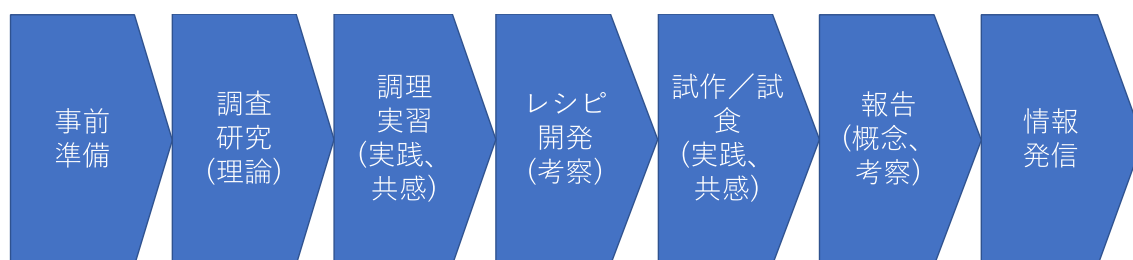 事前
準備
調査
研究
(理論)
調理
実習
(実践、
共感)
レシピ
開発
(考察)
試作／試
食
(実践、
共感)
報告
(概念、
考察)
情報
発信